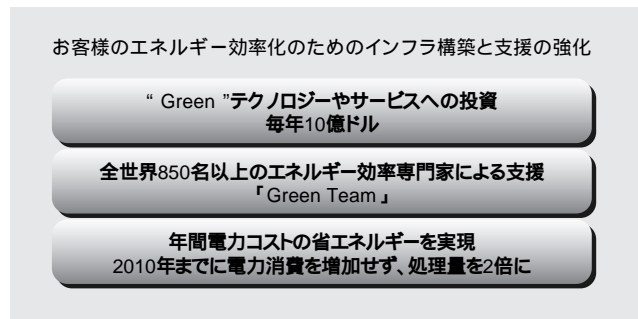 お客様のエネルギー効率化のためのインフラ構築と支援の強化
“ Green ”テクノロジーやサービスへの投資
毎年10億ドル
全世界850名以上のエネルギー効率専門家による支援
「Green Team」
年間電力コストの省エネルギーを実現
2010年までに電力消費を増加せず、処理量を2倍に